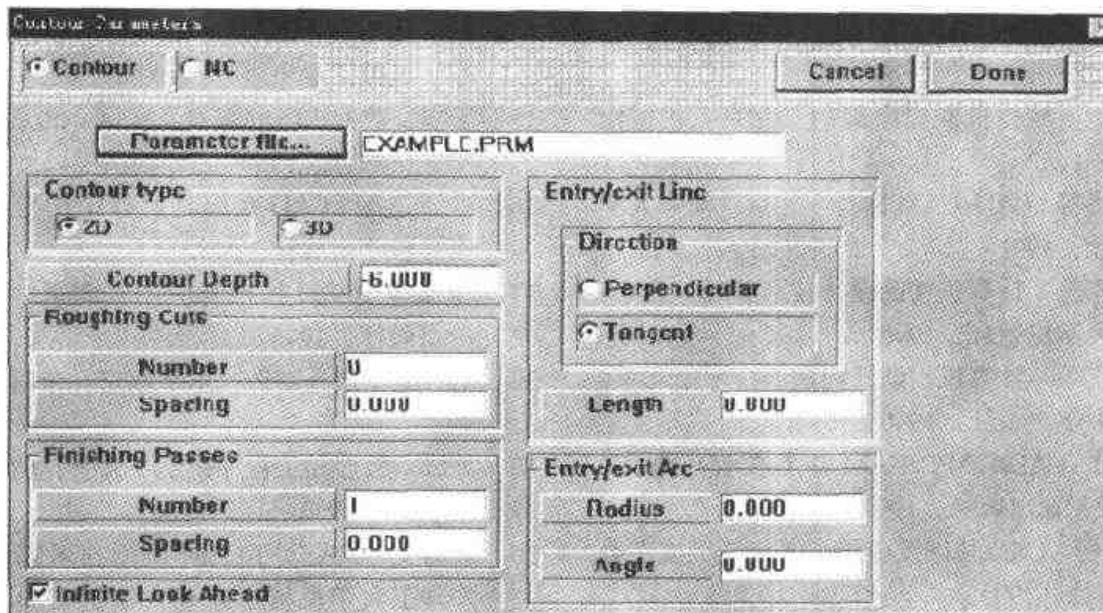 Contour Parameters
Contour NC Cancel Done
Parameter file... EXAMPLE.PRM
Contour type
2D 3D
Contour Depth -6.000
Roughing Cuts
Number 0
Spacing 0.000
Finishing Passes
Number 1
Spacing 0.000
Infinite Look Ahead
Entry/exit Line
Direction
Perpendicular
Tangent
Length 0.000
Entry/exit Arc
Radius 0.000
Angle 0.000